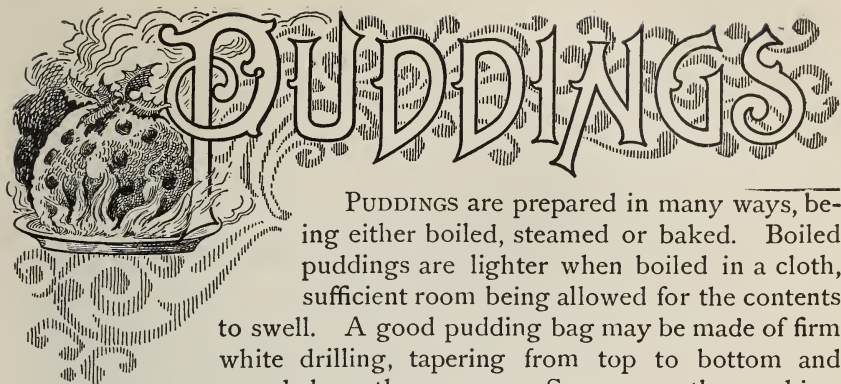 PUDDINGS
PUDDINGS are prepared in many ways, be-
ing either boiled, steamed or baked. Boiled
puddings are lighter when boiled in a cloth,
sufficient room being allowed for the contents
to swell. A good pudding bag may be made of firm
white drilling, tapering from top to bottom and